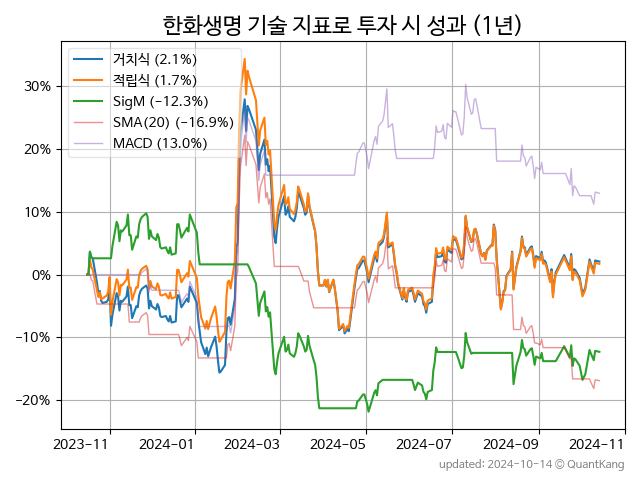 한화생명 기술 지표로 투자 시 성과 (1년)
거치식 (2.1%)
적립식 (1.7%)
SigM (−12.3%)
SMA(20) (−16.9%)
MACD (13.0%)
30%
20%
10%
0%
−10%
−20%
2023-11 2024-01 2024-03 2024-05 2024-07 2024-09 2024-11
updated: 2024-10-14 © QuantKang